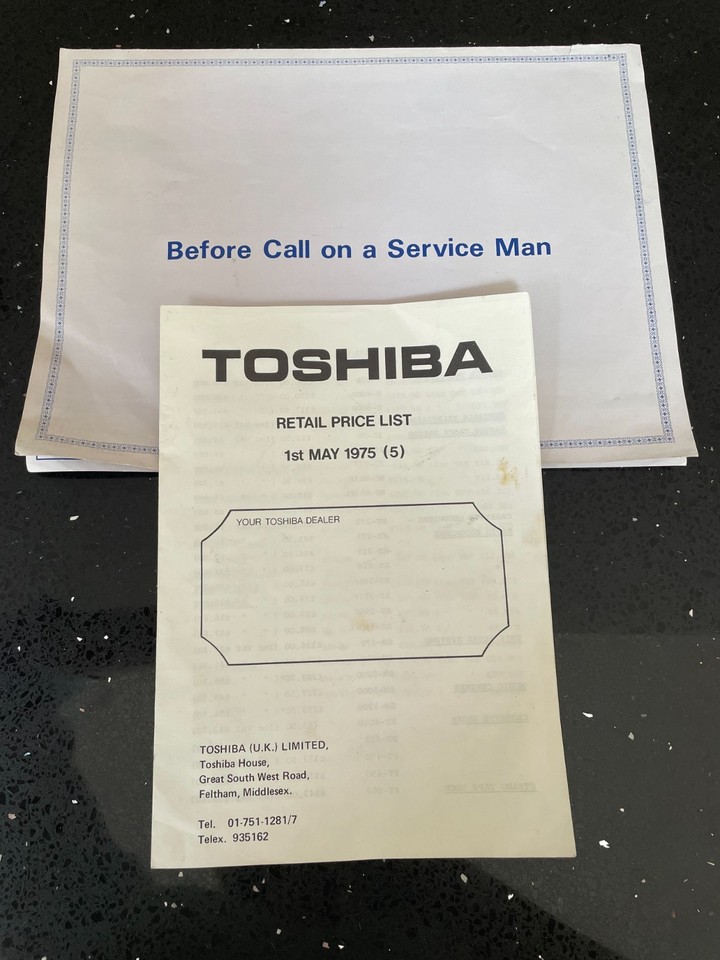 Before Call on a Service Man
TOSHIBA
RETAIL PRICE LIST
1st MAY 1975 (5)
YOUR TOSHIBA DEALER
TOSHIBA (U.K.) LIMITED,
Toshiba House,
Great South West Road,
Feltham, Middlesex.
Tel. 01-751-1281/7
Telex. 935162